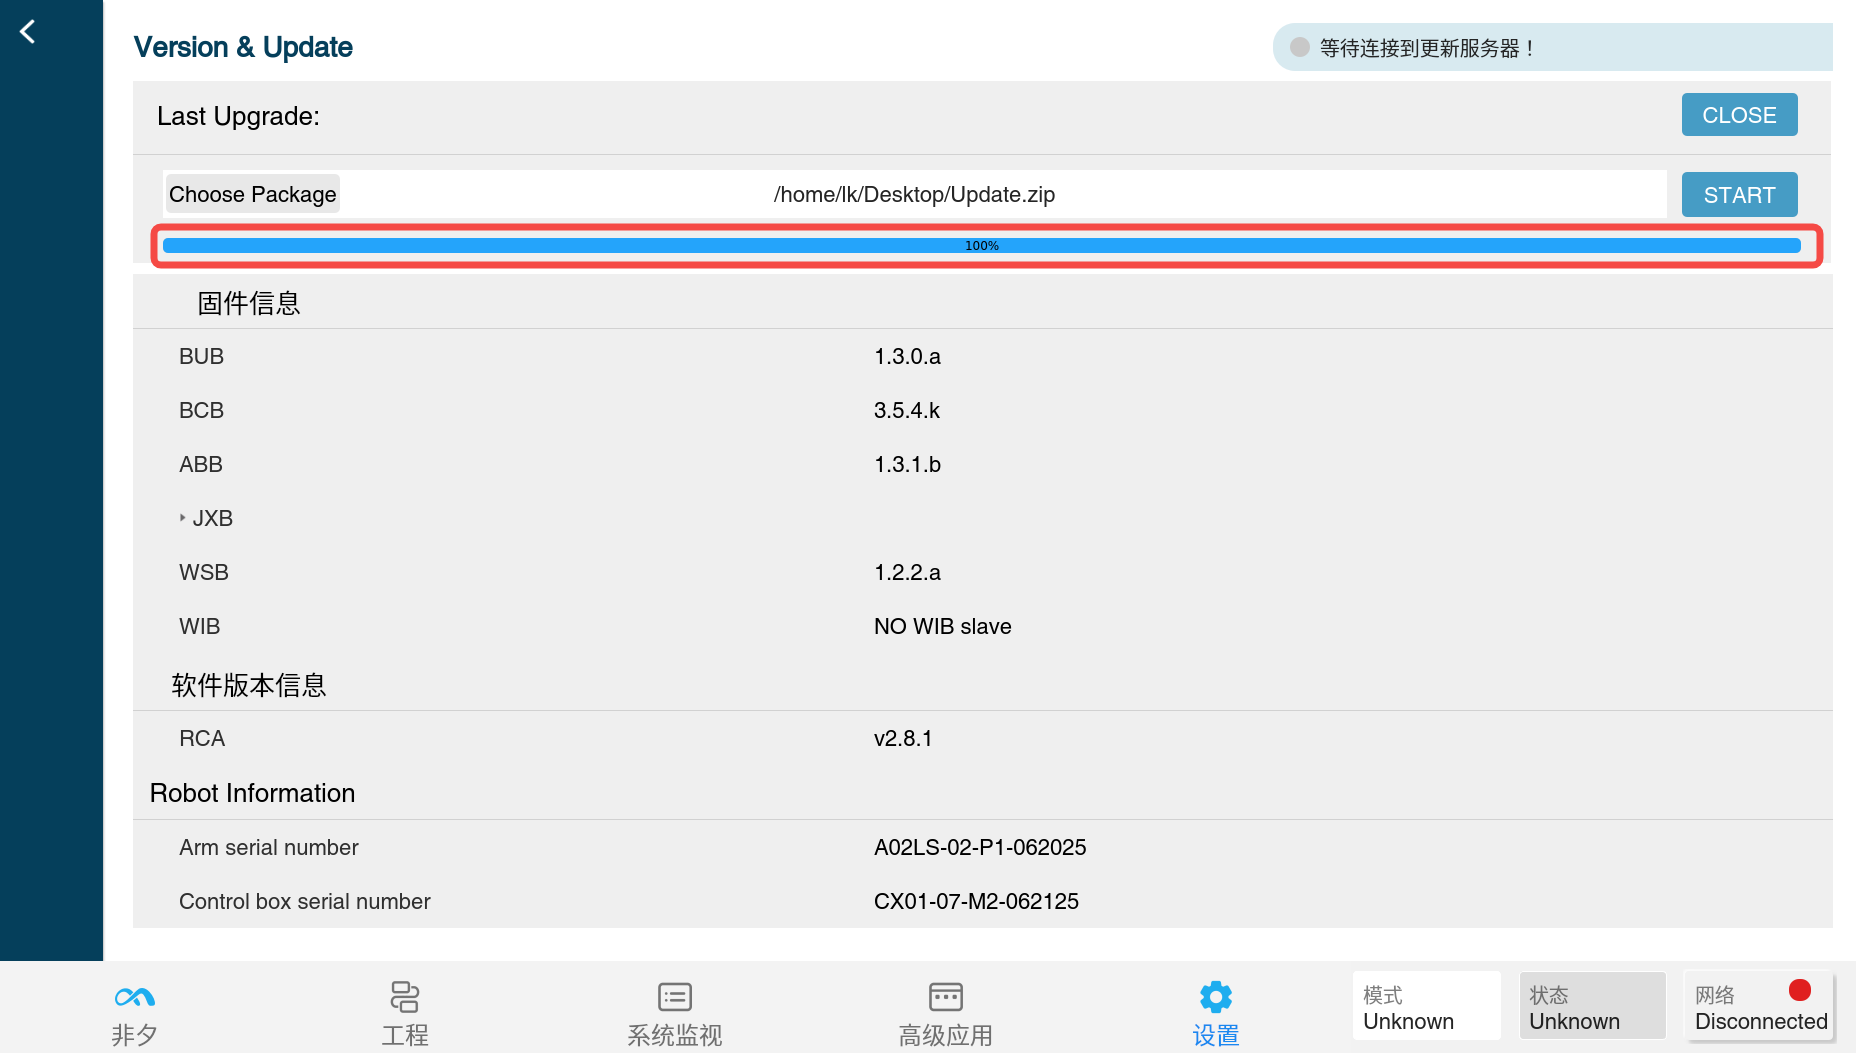 Version & Update
等待连接到更新服务器！
Last Upgrade:
CLOSE
Choose Package
/home/lk/Desktop/Update.zip
START
100%
固件信息
BUB 1.3.0.a
BCB 3.5.4.k
ABB 1.3.1.b
JXB
WSB 1.2.2.a
WIB NO WIB slave
软件版本信息
RCA v2.8.1
Robot Information
Arm serial number A02LS-02-P1-062025
Control box serial number CX01-07-M2-062125
非夕
工程
系统监视
高级应用
设置
模式
Unknown
状态
Unknown
网络
Disconnected